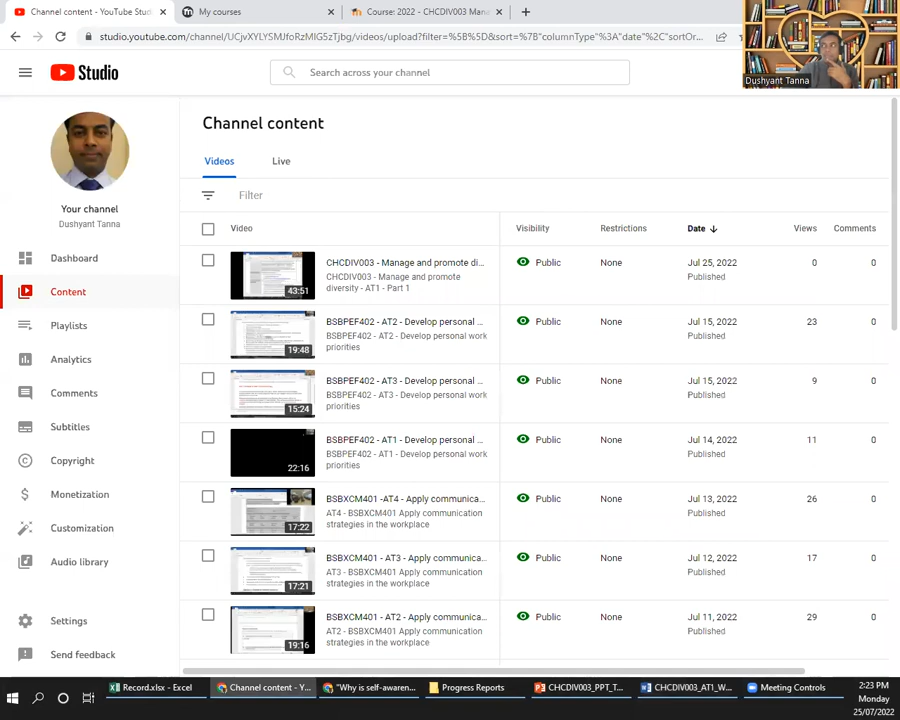 Channel content - YouTube Studio
My courses
Course: 2022 - CHCDIV003 Man
studio.youtube.com/channel/UCjvXYLYSMJfoRzMIG5zTjbg/videos/upload?filter=%5B%5D&sort=%7B"columnType"%3A"date"%2C"sortOr...
Dushyant Tanna
Studio
Search across your channel
Channel content
Videos
Live
Your channel
Dushyant Tanna
Filter
Video
Visibility
Restrictions
Date
Views
Comments
Dashboard
Content
Playlists
Analytics
Comments
Subtitles
Copyright
Monetization
Customization
Audio library
Settings
Send feedback
43:51
CHCDIV003 - Manage and promote di...
CHCDIV003 - Manage and promote
diversity - AT1 - Part 1
Public
None
Jul 25, 2022
Published
0
0
19:48
BSBPEF402 - AT2 - Develop personal ...
BSBPEF402 - AT2 - Develop personal work
priorities
Public
None
Jul 15, 2022
Published
23
0
15:24
BSBPEF402 - AT3 - Develop personal ...
BSBPEF402 - AT3 - Develop personal work
priorities
Public
None
Jul 15, 2022
Published
9
0
22:16
BSBPEF402 - AT1 - Develop personal ...
BSBPEF402 - AT1 - Develop personal work
priorities
Public
None
Jul 14, 2022
Published
11
0
17:22
BSBXCM401 -AT4 - Apply communica...
AT4 - BSBXCM401 Apply communication
strategies in the workplace
Public
None
Jul 13, 2022
Published
26
0
17:21
BSBXCM401 - AT3 - Apply communica...
AT3 - BSBXCM401 Apply communication
strategies in the workplace
Public
None
Jul 12, 2022
Published
17
0
19:16
BSBXCM401 - AT2 - Apply communica...
AT2 - BSBXCM401 Apply communication
strategies in the workplace
Public
None
Jul 11, 2022
Published
29
0
Record.xlsx - Excel
Channel content - Y...
"Why is self-awaren...
Progress Reports
CHCDIV003_PPT_T...
CHCDIV003_AT1_W...
Meeting Controls
2:23 PM
Monday
25/07/2022